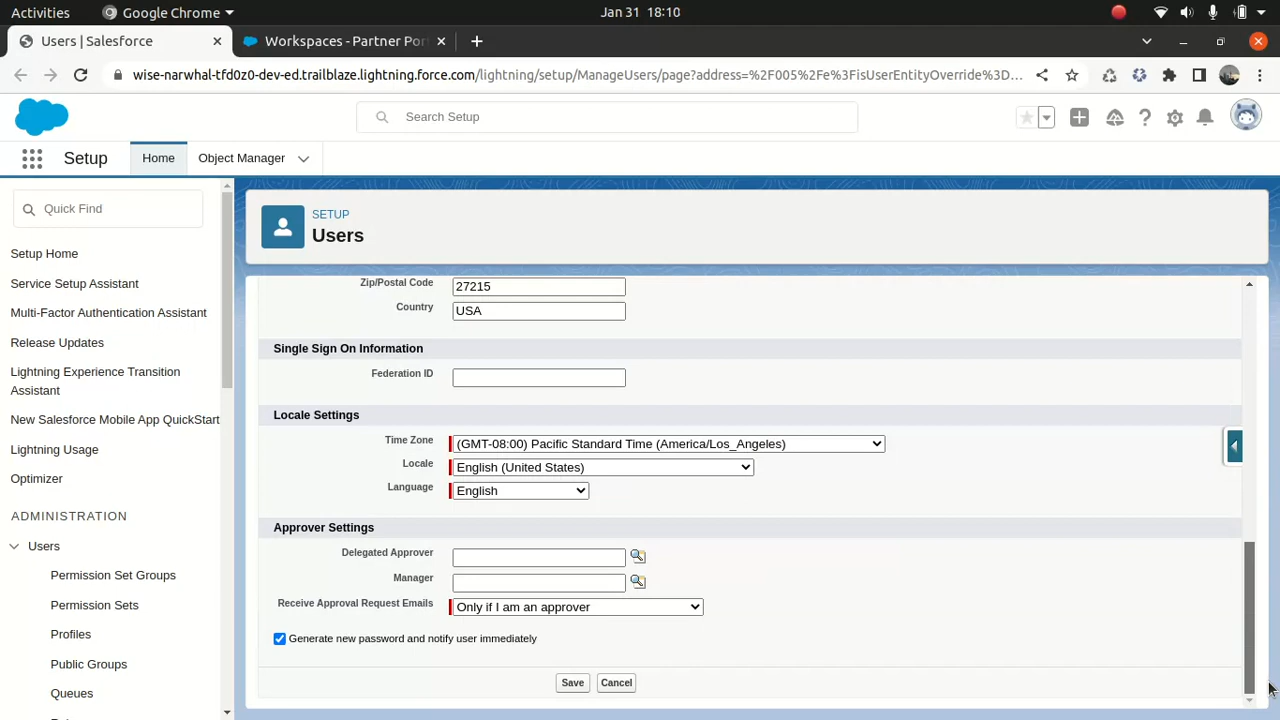 Activities
Google Chrome
Jan 31 18:10
Users | Salesforce
Workspaces - Partner Por
wise-narwhal-tfd0z0-dev-ed.trailblaze.lightning.force.com/lightning/setup/ManageUsers/page?address=%2F005%2Fe%3FisUserEntityOverride%3D...
Search Setup
Setup
Home
Object Manager
Quick Find
Setup Home
Service Setup Assistant
Multi-Factor Authentication Assistant
Release Updates
Lightning Experience Transition
Assistant
New Salesforce Mobile App QuickStart
Lightning Usage
Optimizer
ADMINISTRATION
Users
Permission Set Groups
Permission Sets
Profiles
Public Groups
Queues
SETUP
Users
Zip/Postal Code 27215
Country USA
Single Sign On Information
Federation ID
Locale Settings
Time Zone (GMT-08:00) Pacific Standard Time (America/Los_Angeles)
Locale English (United States)
Language English
Approver Settings
Delegated Approver
Manager
Receive Approval Request Emails Only if I am an approver
Generate new password and notify user immediately
Save Cancel